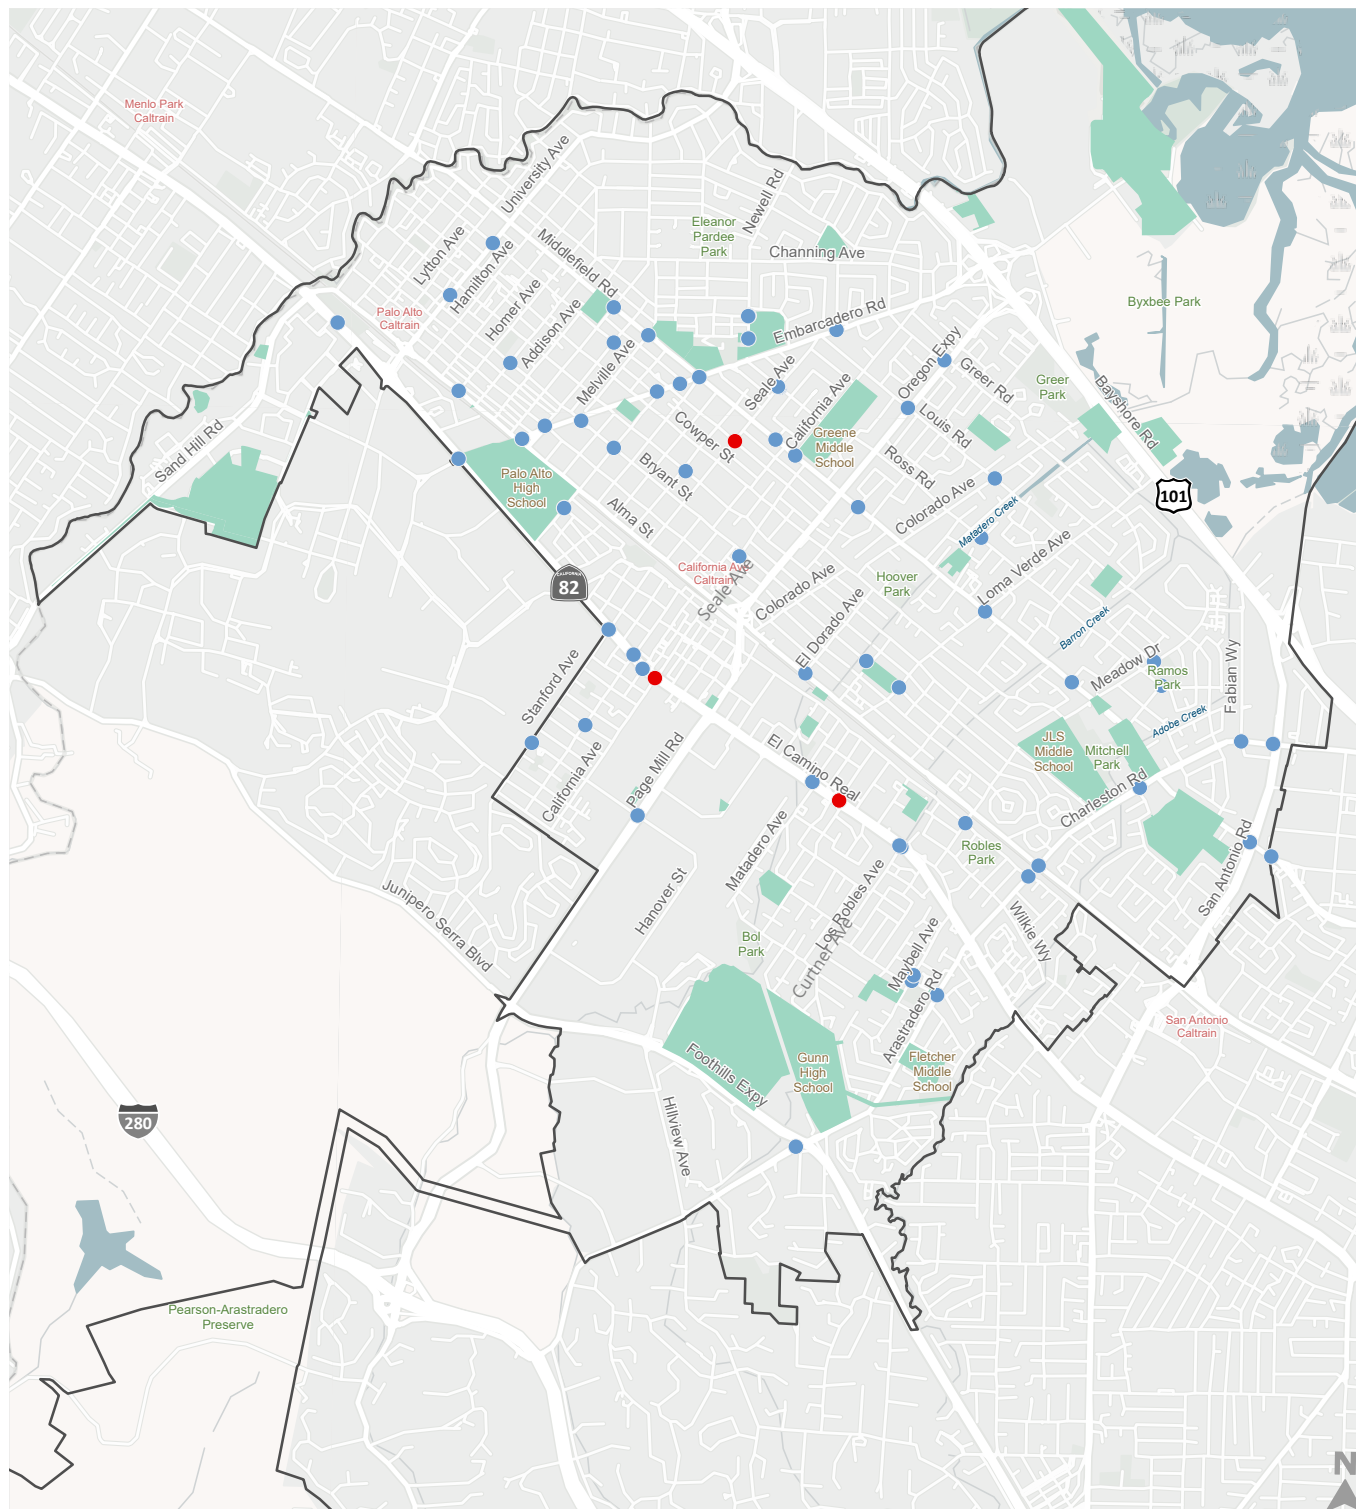 Menlo Park
Caltrain
University Ave
Newell Rd
Eleanor
Pardee
Park
Lytton Ave
Middlefield Rd
Channing Ave
Hamilton Ave
Homer Ave
Byxbee Park
Palo Alto
Caltrain
Addison Ave
Embarcadero Rd
Oregon Expy
Melville Ave
Seale Ave
Greer Rd
Greer
Park
Bayshore Rd
California Ave
Louis Rd
Cowper St
Greene
Middle
School
Sand Hill Rd
Ross Rd
Bryant St
Palo Alto
High
School
101
Colorado Ave
Alma St
Matadero Creek
California Ave
Caltrain
Seale Ave
CALIFORNIA
82
Hoover
Park
Loma Verde Ave
Colorado Ave
El Dorado Ave
Barron Creek
Meadow Dr
Ramos
Park
Fabian Wy
Stanford Ave
Adobe Creek
JLS
Middle
School
Mitchell
Park
El Camino Real
Page Mill Rd
California Ave
Charleston Rd
Matadero Ave
Robles
Park
San Antonio Rd
Los Robles Ave
Hanover St
Junipero Serra Blvd
Wilkie Wy
Bol
Park
Curtner Ave
Maybell Ave
Arastradero Rd
San Antonio
Caltrain
Foothills Expy
Gunn
High
School
Fletcher
Middle
School
280
Hillview Ave
Pearson-Arastradero
Preserve
N